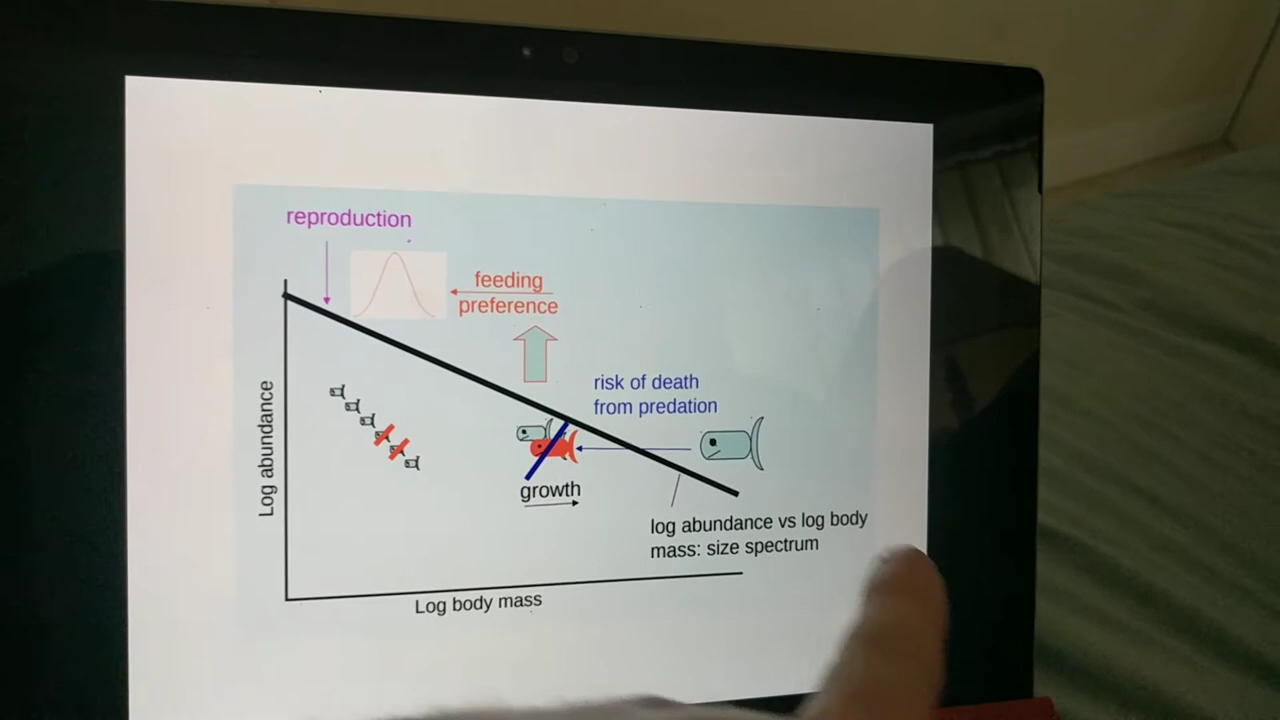 reproduction
feeding
preference
risk of death
from predation
Log abundance
growth
log abundance vs log body
mass: size spectrum
Log body mass